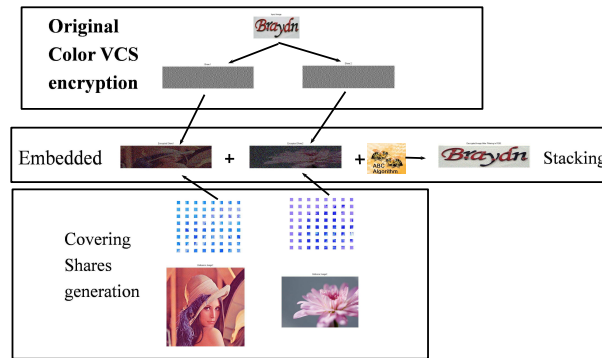 Original
Color VCS
encryption
Braydn
Embedded
+
+
ABC
Algorithm
Braydn
Stacking
Covering
Shares
generation